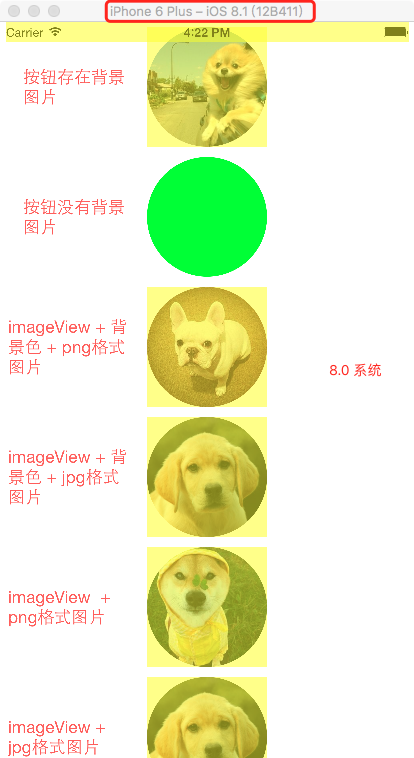 iPhone 6 Plus – iOS 8.1 (12B411)
Carrier 4:22 PM
按钮存在背景
图片
按钮没有背景
图片
imageView + 背
景色 + png格式
图片
8.0 系统
imageView + 背
景色 + jpg格式
图片
imageView +
png格式图片
imageView +
jpg格式图片